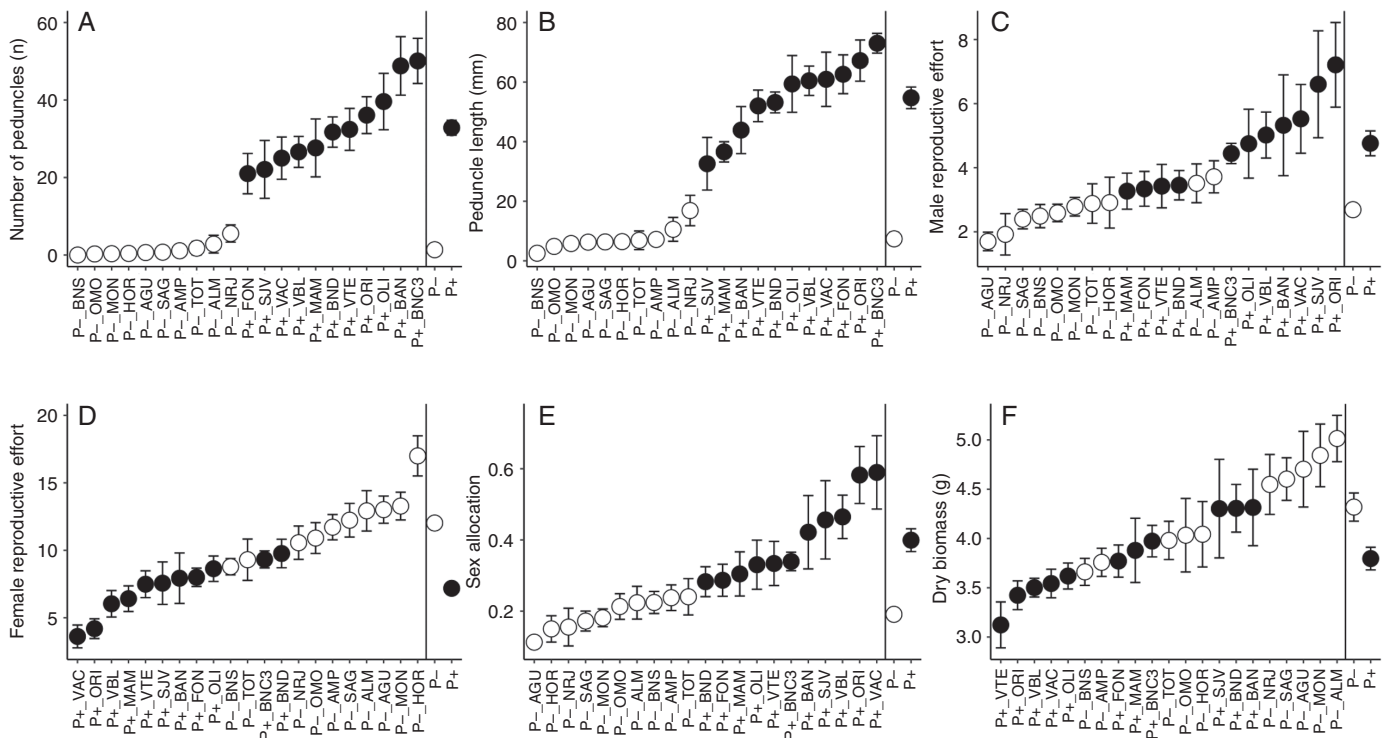 A
Number of peduncles (n)
60
40
20
0
P−_BNS
P−_OMO
P−_MON
P−_HOR
P−_AGU
P−_SAG
P−_AMP
P−_TOT
P−_ALM
P−_NRJ
P+_FON
P+_SJV
P+_VAC
P+_VBL
P+_MAM
P+_BND
P+_VTE
P+_ORI
P+_OLI
P+_BAN
P+_BNC3
P−
P+
B
Peduncle length (mm)
80
60
40
20
0
P−_BNS
P−_OMO
P−_MON
P−_AGU
P−_SAG
P−_HOR
P−_TOT
P−_AMP
P−_ALM
P−_NRJ
P+_SJV
P+_MAM
P+_BAN
P+_VTE
P+_BND
P+_OLI
P+_VBL
P+_VAC
P+_FON
P+_ORI
P+_BNC3
P−
P+
C
Male reproductive effort
8
6
4
2
P−_AGU
P−_NRJ
P−_SAG
P−_BNS
P−_OMO
P−_MON
P−_TOT
P−_HOR
P+_MAM
P+_FON
P+_VTE
P+_BND
P−_ALM
P−_AMP
P+_BNC3
P+_OLI
P+_VBL
P+_BAN
P+_VAC
P+_SJV
P+_ORI
P−
P+
D
Female reproductive effort
20
15
10
5
P+_VAC
P+_ORI
P+_VBL
P+_MAM
P+_VTE
P+_SJV
P+_BAN
P+_FON
P+_OLI
P−_BNS
P−_TOT
P+_BNC3
P+_BND
P−_NRJ
P−_OMO
P−_AMP
P−_SAG
P−_ALM
P−_AGU
P−_MON
P−_HOR
P−
P+
E
Sex allocation
0.6
0.4
0.2
P−_AGU
P−_HOR
P−_NRJ
P−_SAG
P−_MON
P−_OMO
P−_ALM
P−_BNS
P−_AMP
P−_TOT
P+_BND
P+_FON
P+_MAM
P+_OLI
P+_VTE
P+_BNC3
P+_BAN
P+_SJV
P+_VBL
P+_ORI
P+_VAC
P−
P+
F
Dry biomass (g)
5.0
4.5
4.0
3.5
3.0
P+_VTE
P+_ORI
P+_VBL
P+_VAC
P+_OLI
P−_BNS
P−_AMP
P+_FON
P+_MAM
P+_BNC3
P−_TOT
P−_OMO
P−_HOR
P+_SJV
P+_BND
P+_BAN
P−_NRJ
P−_SAG
P−_AGU
P−_MON
P−_ALM
P−
P+